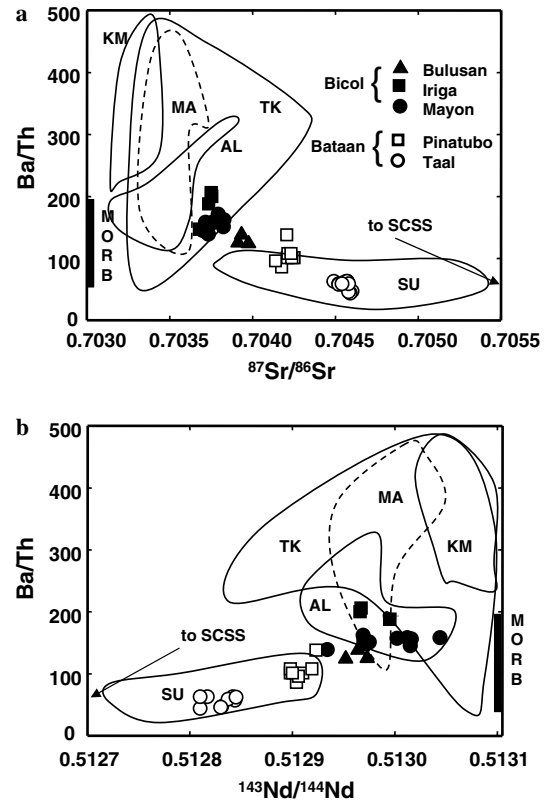 a
500
400
300
200
100
0
Ba/Th
KM
MA
TK
AL
MORB
SU
to SCSS
Bicol { Bulusan
Iriga
Mayon
Bataan { Pinatubo
Taal
0.7030 0.7035 0.7040 0.7045 0.7050 0.7055
⁸⁷Sr/⁸⁶Sr
b
500
400
300
200
100
0
Ba/Th
MA
TK
KM
AL
MORB
to SCSS
SU
0.5127 0.5128 0.5129 0.5130 0.5131
¹⁴³Nd/¹⁴⁴Nd